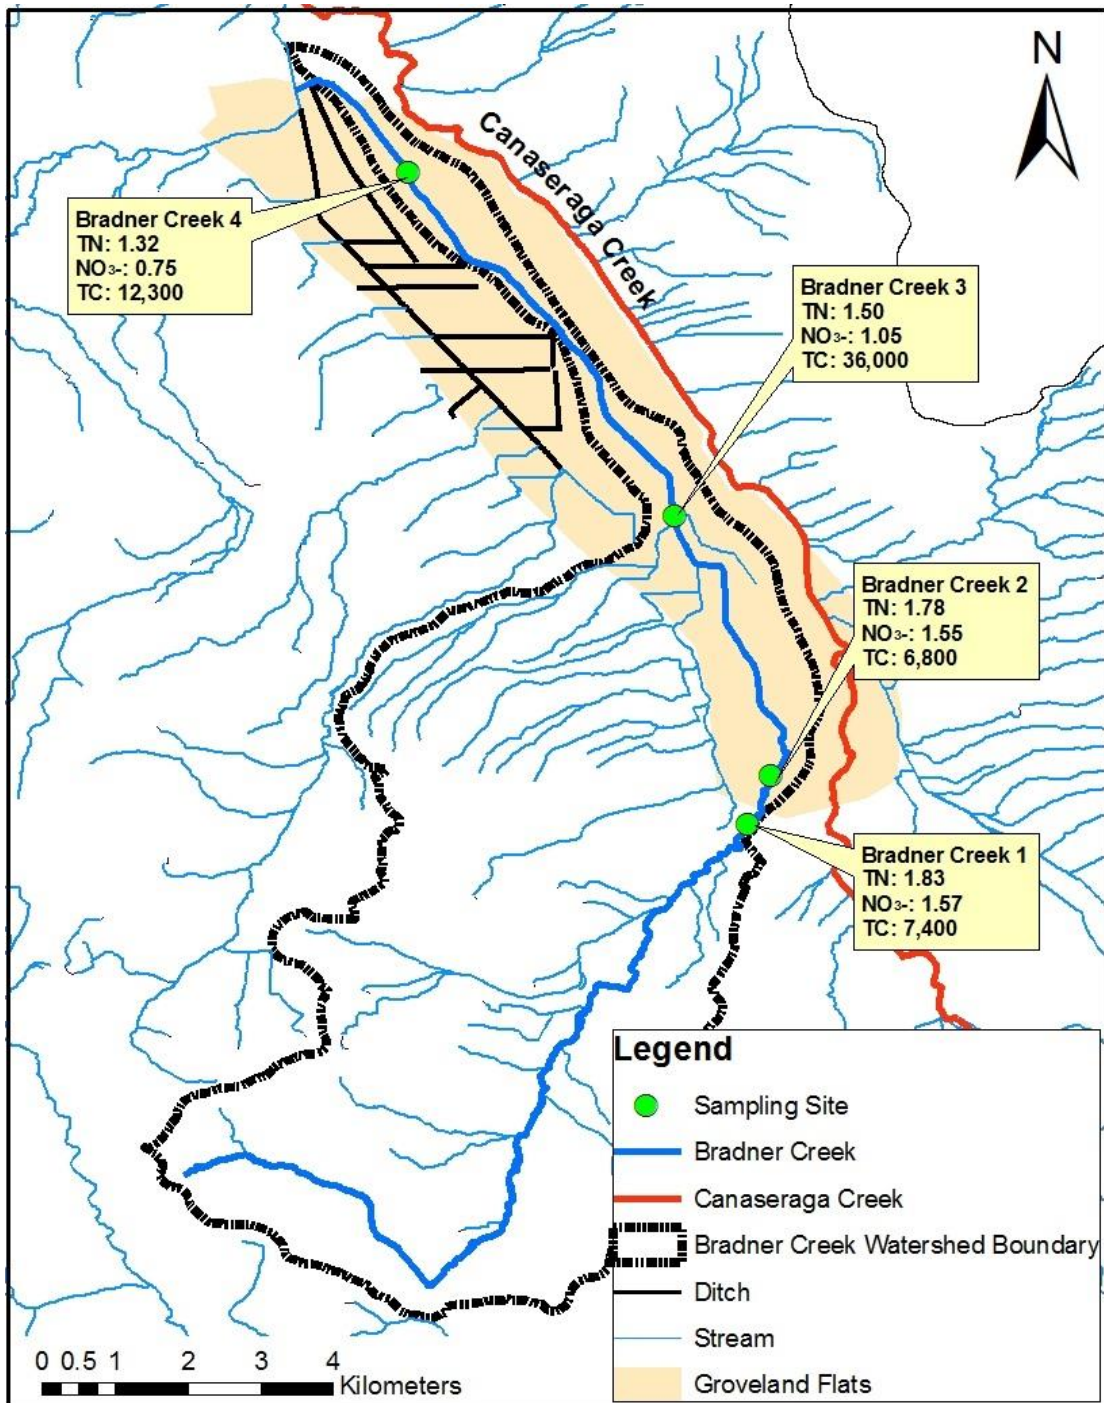 N
Canaseraga Creek
Bradner Creek 4
TN: 1.32
NO3-: 0.75
TC: 12,300
Bradner Creek 3
TN: 1.50
NO3-: 1.05
TC: 36,000
Bradner Creek 2
TN: 1.78
NO3-: 1.55
TC: 6,800
Bradner Creek 1
TN: 1.83
NO3-: 1.57
TC: 7,400
Legend
Sampling Site
Bradner Creek
Canaseraga Creek
Bradner Creek Watershed Boundary
Ditch
Stream
Groveland Flats
0 0.5 1 2 3 4
Kilometers